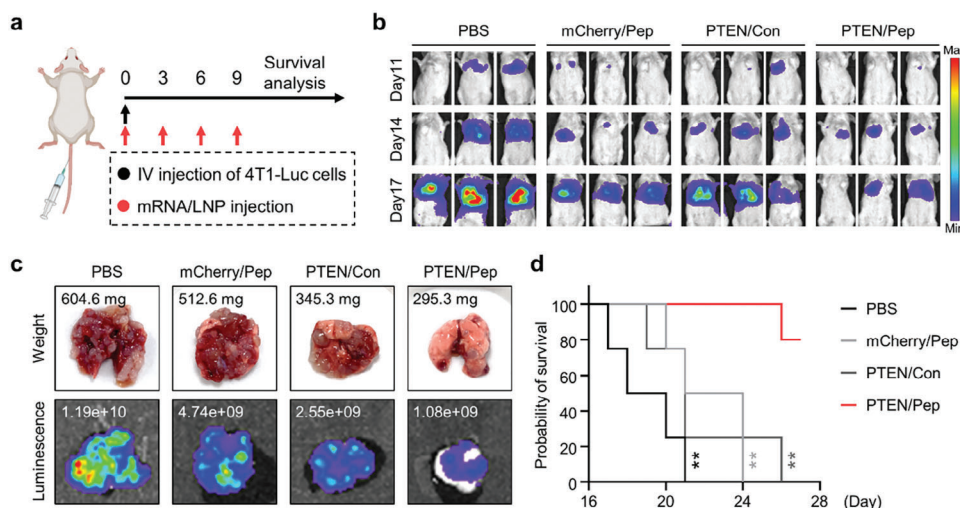 a
0 3 6 9 Survival analysis
IV injection of 4T1-Luc cells
mRNA/LNP injection
b
PBS mCherry/Pep PTEN/Con PTEN/Pep
Day11
Day14
Day17
c
PBS mCherry/Pep PTEN/Con PTEN/Pep
Weight
604.6 mg 512.6 mg 345.3 mg 295.3 mg
Luminescence
1.19e+10 4.74e+09 2.55e+09 1.08e+09
d
Probability of survival
100
80
60
40
20
0
16 20 24 28 (Day)
** ** **
PBS
mCherry/Pep
PTEN/Con
PTEN/Pep